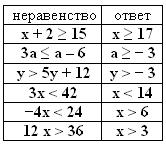 неравенство ответ
x + 2 ≥ 15 x ≥ 17
3a ≤ a – 6 a ≥ – 3
y > 5y + 12 y > – 3
3x < 42 x < 14
–4x < 24 x > 6
12 x > 36 x > 3